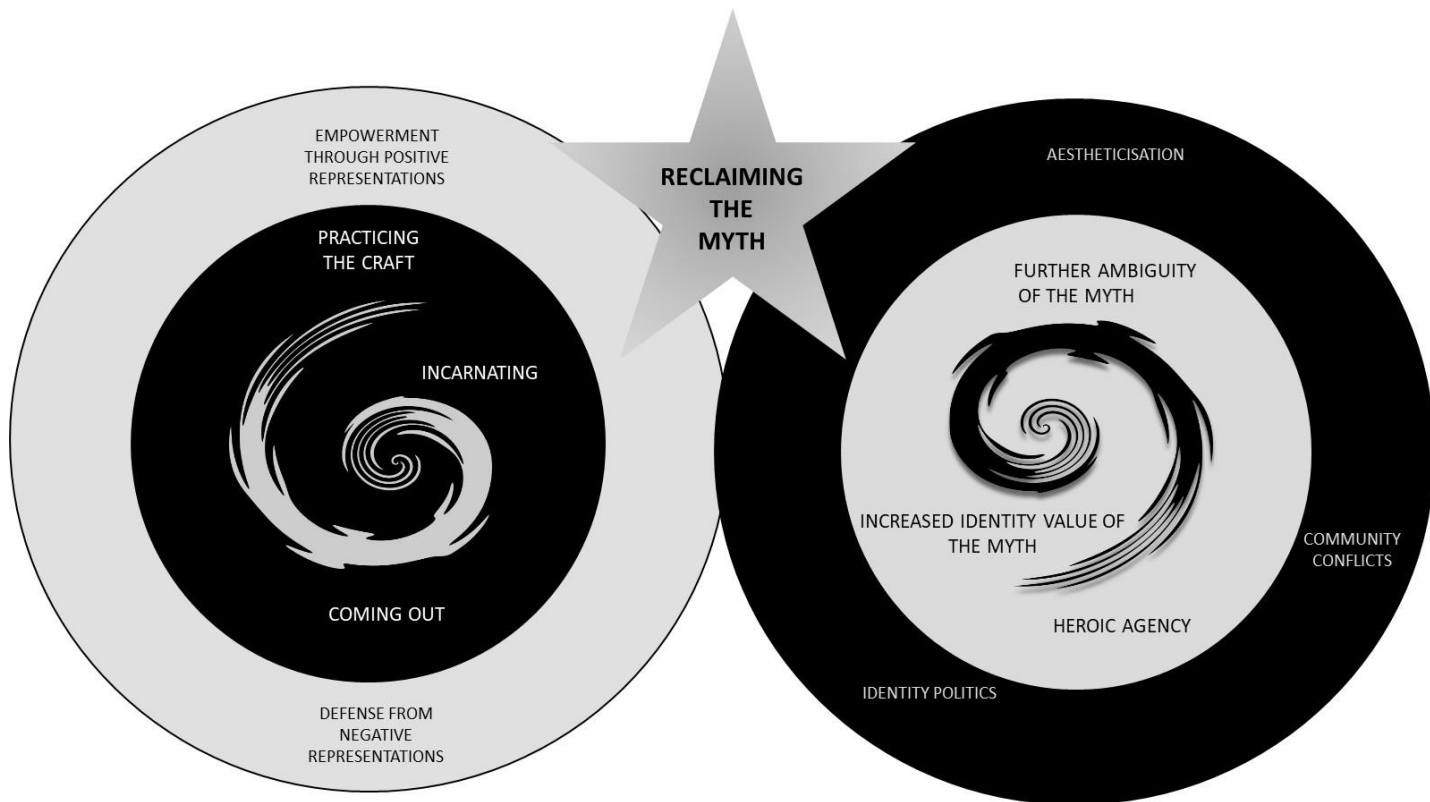 EMPOWERMENT
THROUGH POSITIVE
REPRESENTATIONS
PRACTICING
THE CRAFT
INCARNATING
COMING OUT
DEFENSE FROM
NEGATIVE
REPRESENTATIONS
RECLAIMING
THE
MYTH
AESTHETICISATION
FURTHER AMBIGUITY
OF THE MYTH
INCREASED IDENTITY VALUE OF
THE MYTH
COMMUNITY
CONFLICTS
HEROIC AGENCY
IDENTITY POLITICS